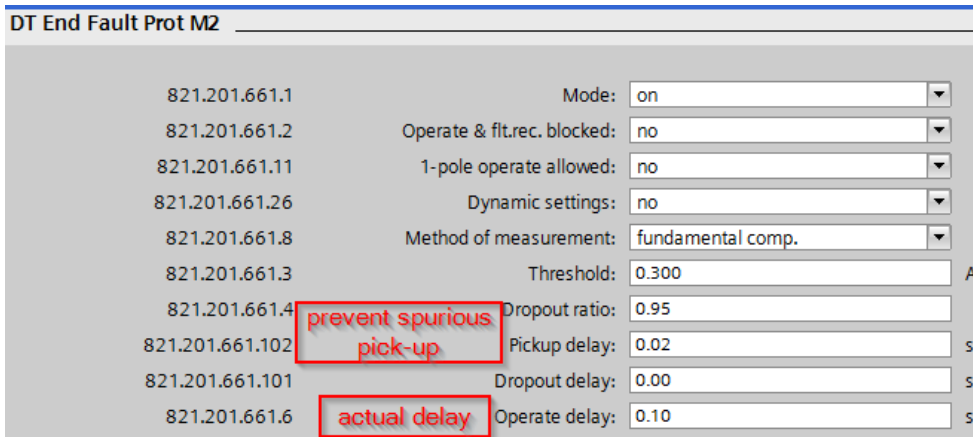 DT End Fault Prot M2
821.201.661.1 Mode: on
821.201.661.2 Operate & flt.rec. blocked: no
821.201.661.11 1-pole operate allowed: no
821.201.661.26 Dynamic settings: no
821.201.661.8 Method of measurement: fundamental comp.
821.201.661.3 Threshold: 0.300 A
821.201.661.4 Dropout ratio: 0.95
prevent spurious
pick-up
821.201.661.102 Pickup delay: 0.02 s
821.201.661.101 Dropout delay: 0.00 s
821.201.661.6 actual delay Operate delay: 0.10 s